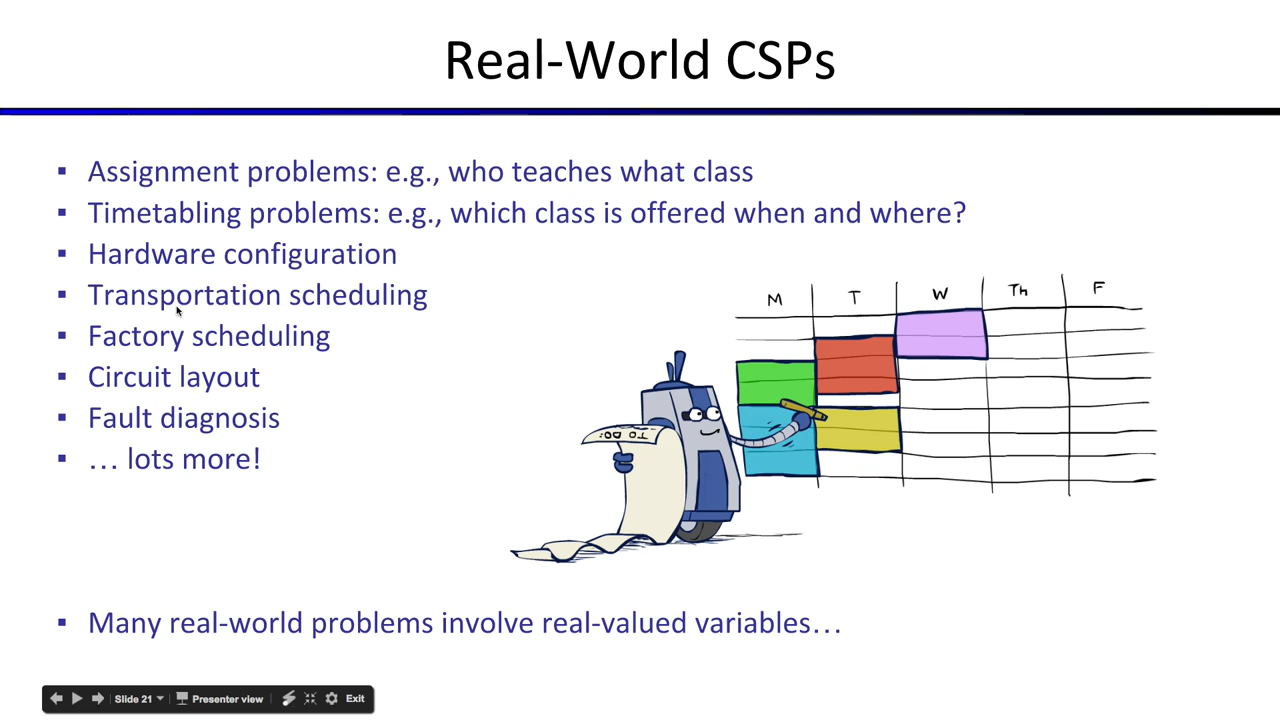 Real-World CSPs
▪ Assignment problems: e.g., who teaches what class
▪ Timetabling problems: e.g., which class is offered when and where?
▪ Hardware configuration
▪ Transportation scheduling
▪ Factory scheduling
▪ Circuit layout
▪ Fault diagnosis
▪ … lots more!
M T W Th F
TO DO:
▪ Many real-world problems involve real-valued variables…
Slide 21 Presenter view Exit